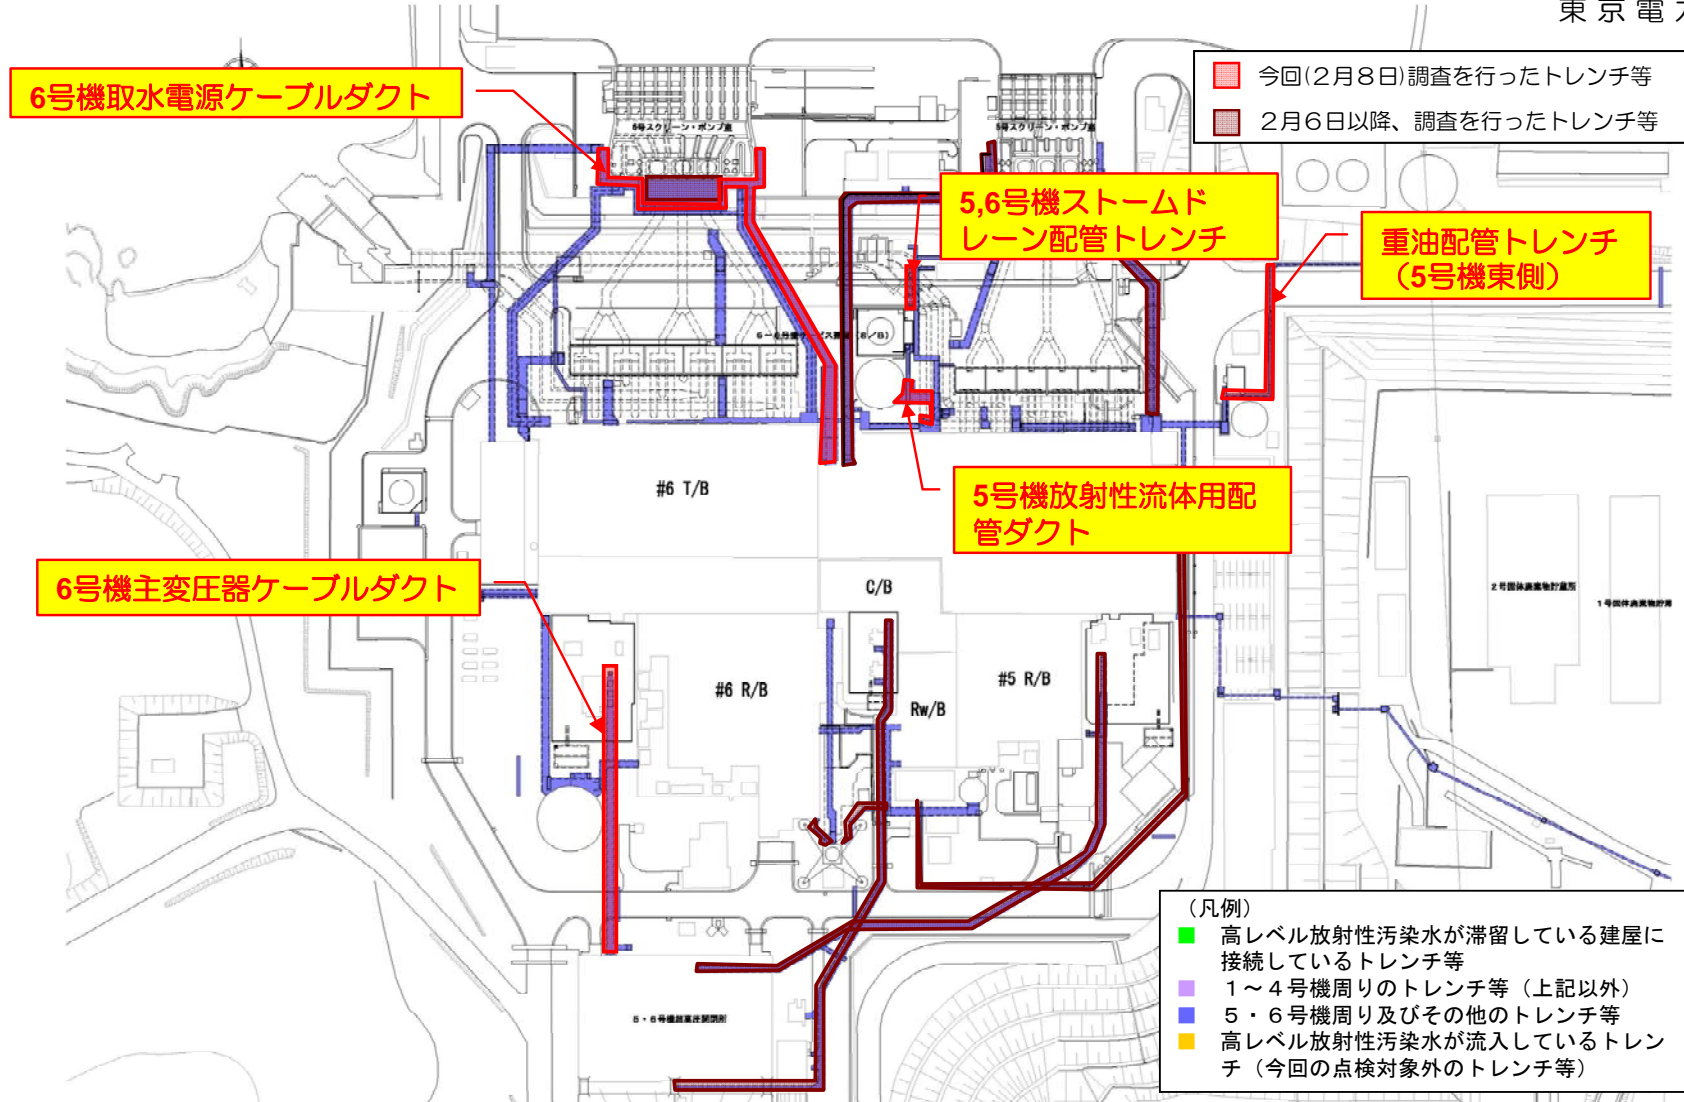 東京電
今回(2月8日)調査を行ったトレンチ等
2月6日以降、調査を行ったトレンチ等
6号機取水電源ケーブルダクト
6号スクリーン・ポンプ室
5号スクリーン・ポンプ室
5,6号機ストームド
レーン配管トレンチ
重油配管トレンチ
（5号機東側）
#6 T/B
5号機放射性流体用配
管ダクト
6号機主変圧器ケーブルダクト
C/B
2号固体廃棄物貯蔵所
1号固体廃棄物貯蔵
#6 R/B
#5 R/B
Rw/B
5・6号機超高圧開閉所
（凡例）
高レベル放射性汚染水が滞留している建屋に
接続しているトレンチ等
1～4号機周りのトレンチ等（上記以外）
5・6号機周り及びその他のトレンチ等
高レベル放射性汚染水が流入しているトレン
チ（今回の点検対象外のトレンチ等）